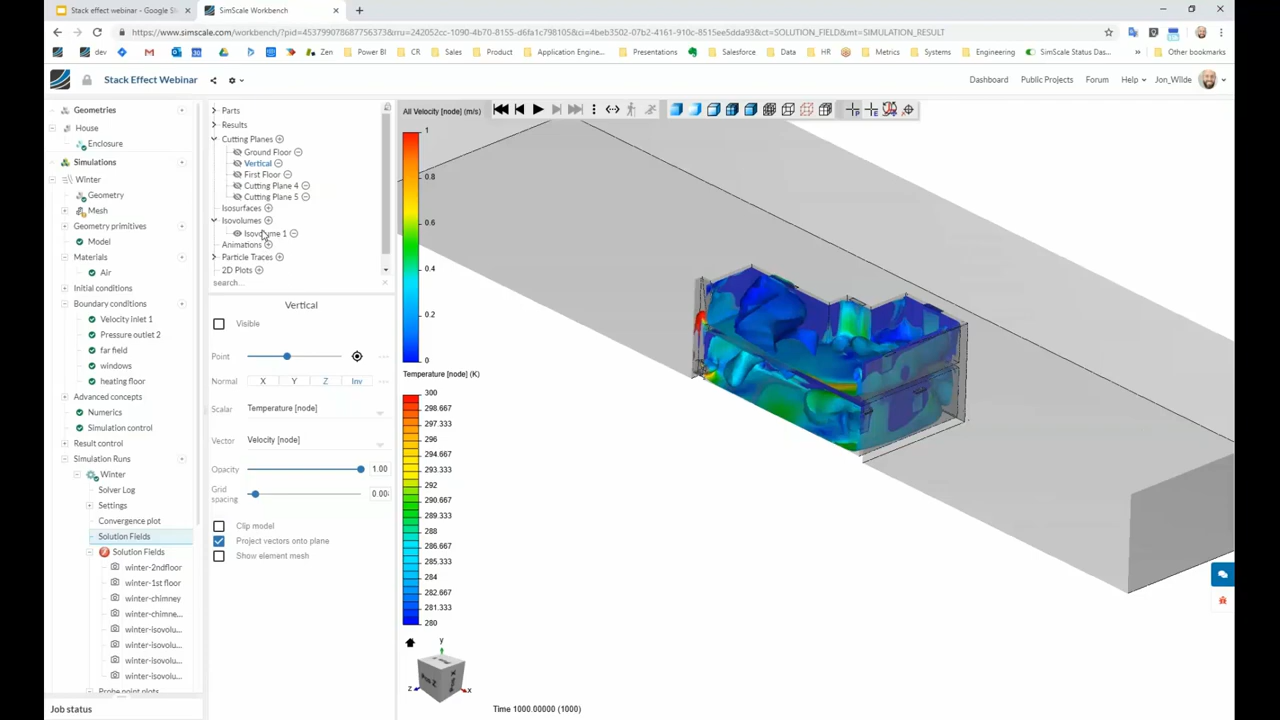 Stack effect webinar - Google S
SimScale Workbench
https://www.simscale.com/workbench/?pid=4537990786877568373&rru=242052cc-1090-4b70-8155-d6f1c798185&ci=4beb3502-07b2-4161-910c-8515ee5dda93&ct=SOLUTION_FIELD&mt=SIMULATION_RESULT
dev
Zen
Power BI
CR
Sales
Product
Application Engine...
Presentations
Salesforce
Data
HR
Metrics
Systems
Engineering
SimScale Status Das...
Other bookmarks
Stack Effect Webinar
Dashboard
Public Projects
Forum
Help
Jon_Wilde
Geometries
House
Enclosure
Simulations
Winter
Geometry
Mesh
Geometry primitives
Model
Materials
Air
Initial conditions
Boundary conditions
Velocity inlet 1
Pressure outlet 2
far field
windows
heating floor
Advanced concepts
Numerics
Simulation control
Result control
Simulation Runs
Winter
Solver Log
Settings
Convergence plot
Solution Fields
Solution Fields
winter-2ndfloor
winter-1st floor
winter-chimney
winter-chimne...
winter-isovolu...
winter-isovolu...
winter-isovolu...
winter-isovolu...
Probe point plots
Job status
Parts
Results
Cutting Planes
Ground Floor
Vertical
First Floor
Cutting Plane 4
Cutting Plane 5
Isosurfaces
Isovolumes
Isovolume 1
Animations
Particle Traces
2D Plots
search...
Vertical
Visible
Point
Normal X Y Z Inv
Scalar Temperature [node]
Vector Velocity [node]
Opacity 1.00
Grid
spacing
0.00
Clip model
Project vectors onto plane
Show element mesh
All Velocity [node] (m/s)
1
0.8
0.6
0.4
0.2
0
Temperature [node] (K)
300
298.667
297.333
296
294.667
293.333
292
290.667
289.333
288
286.667
285.333
284
282.667
281.333
280
y
z
x
Pos Z
Time 1000.00000 (1000)